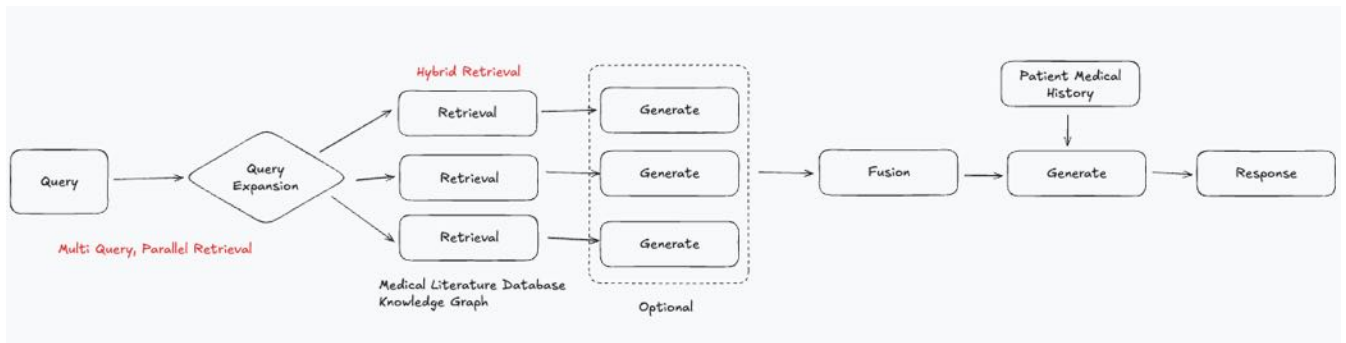 Query
Multi Query, Parallel Retrieval
Query
Expansion
Hybrid Retrieval
Retrieval
Retrieval
Retrieval
Medical Literature Database
Knowledge Graph
Generate
Generate
Generate
Optional
Fusion
Patient Medical
History
Generate
Response